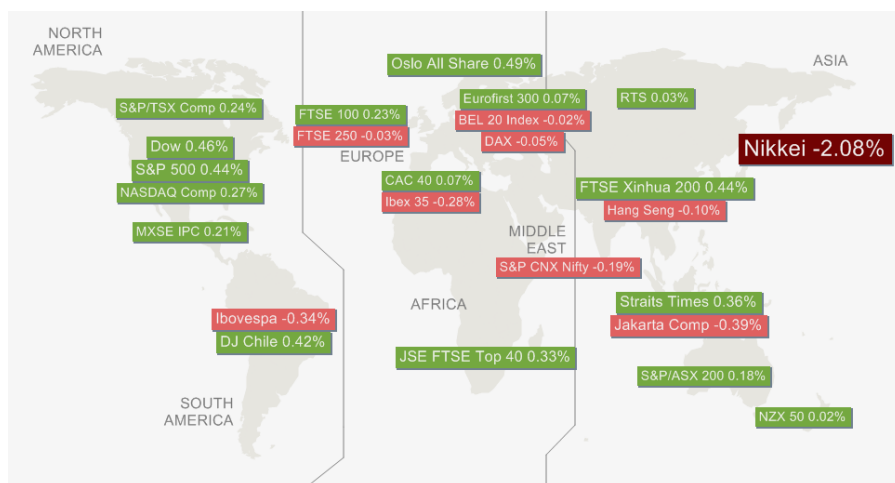 NORTH
AMERICA
S&P/TSX Comp 0.24%
Dow 0.46%
S&P 500 0.44%
NASDAQ Comp 0.27%
MXSE IPC 0.21%
Ibovespa -0.34%
DJ Chile 0.42%
SOUTH
AMERICA
Oslo All Share 0.49%
Eurofirst 300 0.07%
FTSE 100 0.23%
BEL 20 Index -0.02%
FTSE 250 -0.03%
DAX -0.05%
EUROPE
CAC 40 0.07%
Ibex 35 -0.28%
MIDDLE
EAST
S&P CNX Nifty -0.19%
AFRICA
JSE FTSE Top 40 0.33%
ASIA
RTS 0.03%
Nikkei -2.08%
FTSE Xinhua 200 0.44%
Hang Seng -0.10%
Straits Times 0.36%
Jakarta Comp -0.39%
S&P/ASX 200 0.18%
NZX 50 0.02%